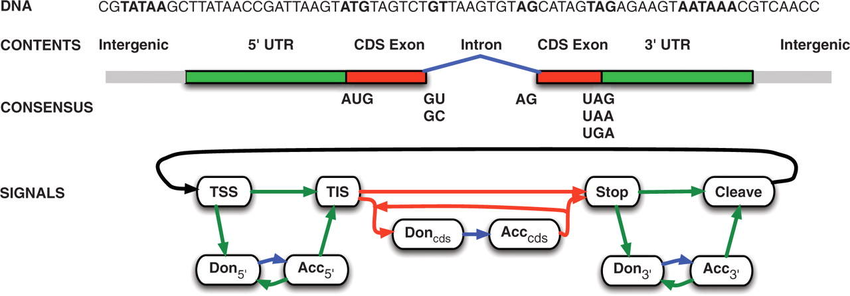 DNA CGTATAAGCTTATAACCGATTAAGTATGTAGTCTGTTAAGTGTAGCATAGTAGAGAAGTAATAAACGTCAACC
CONTENTS Intergenic 5' UTR CDS Exon Intron CDS Exon 3' UTR Intergenic
CONSENSUS AUG GU AG UAG
GC UAA
UGA
SIGNALS TSS TIS Stop Cleave
Doncds Acccds
Don5' Acc5' Don3' Acc3'